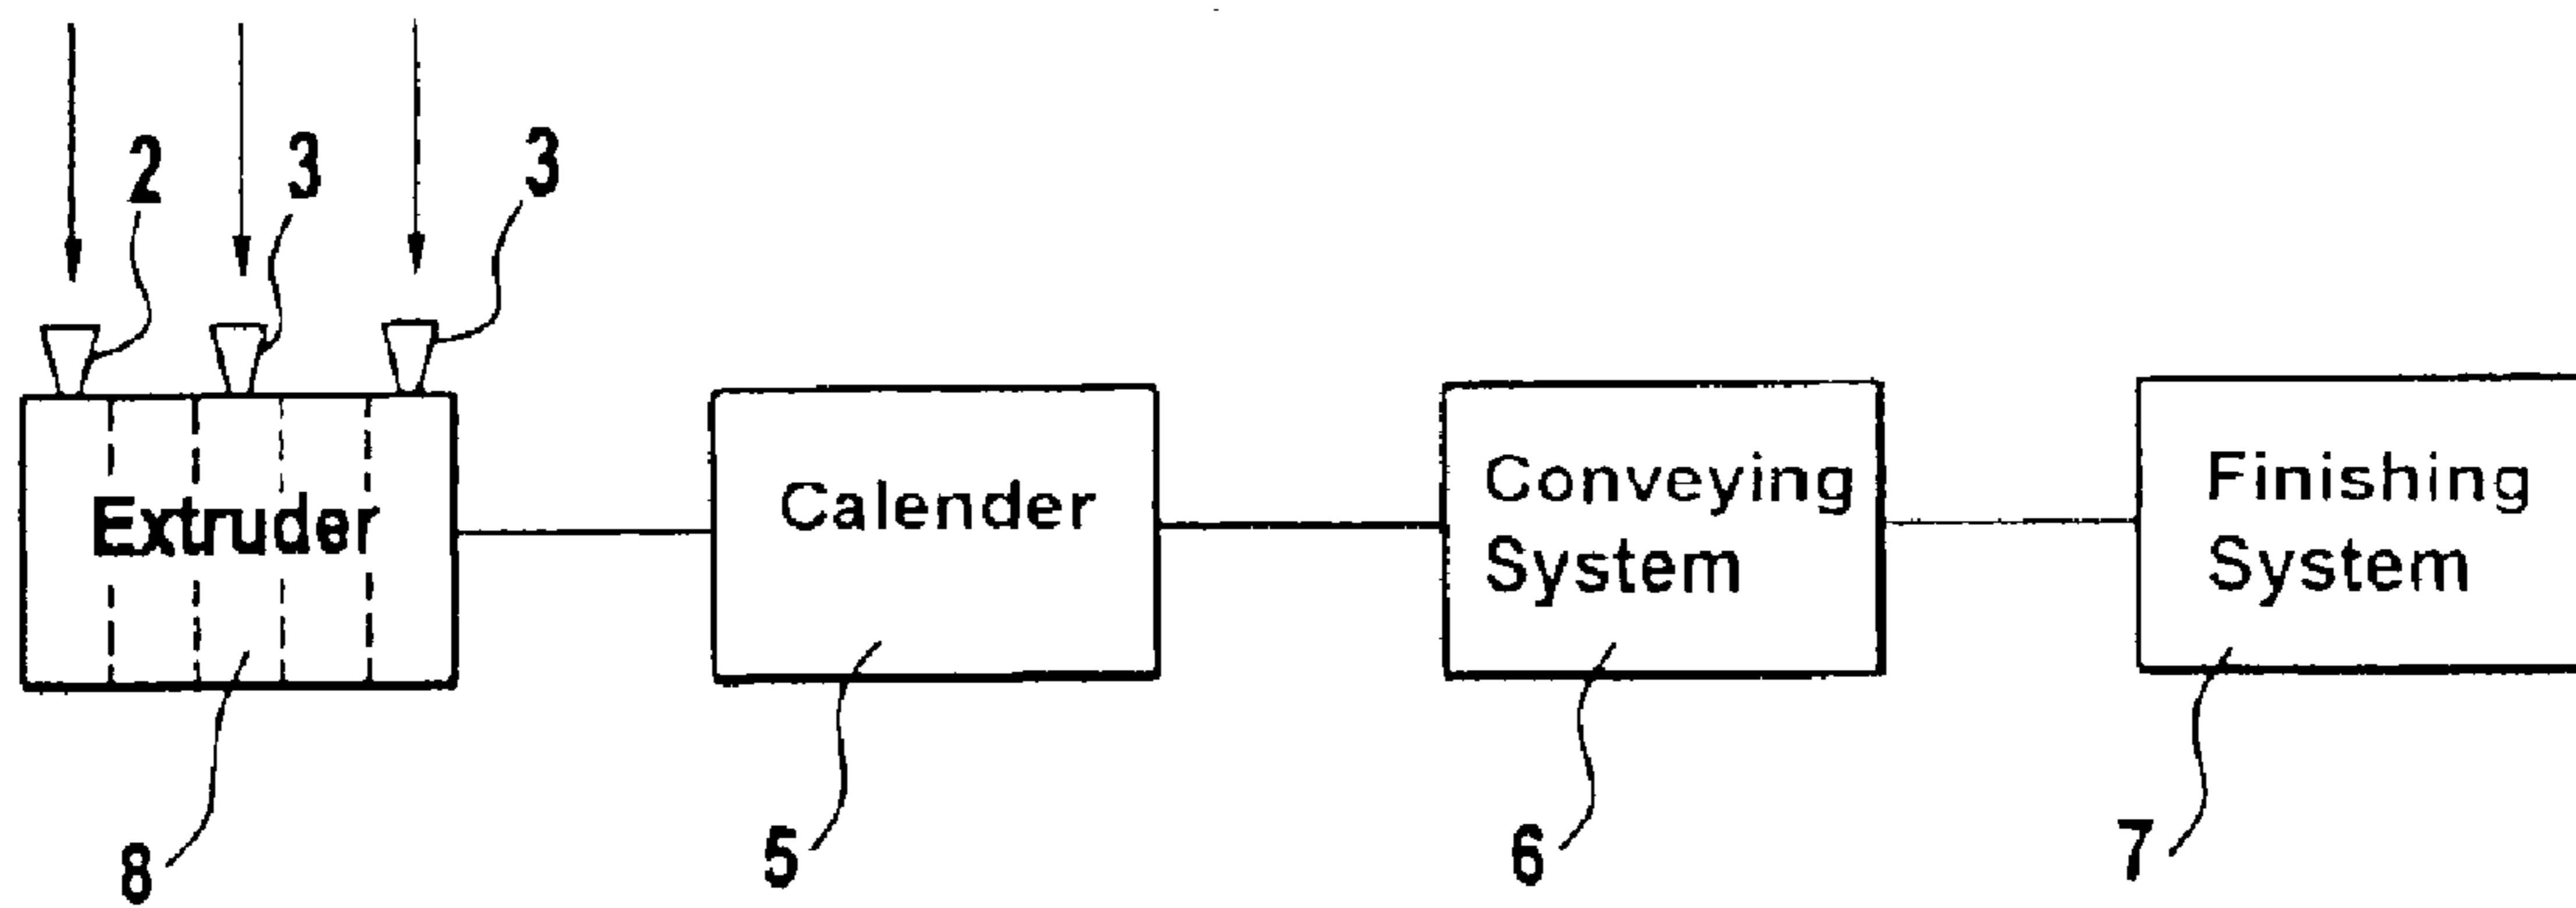 2
3
3
Extruder
Calender
Conveying
System
Finishing
System
8
5
6
7